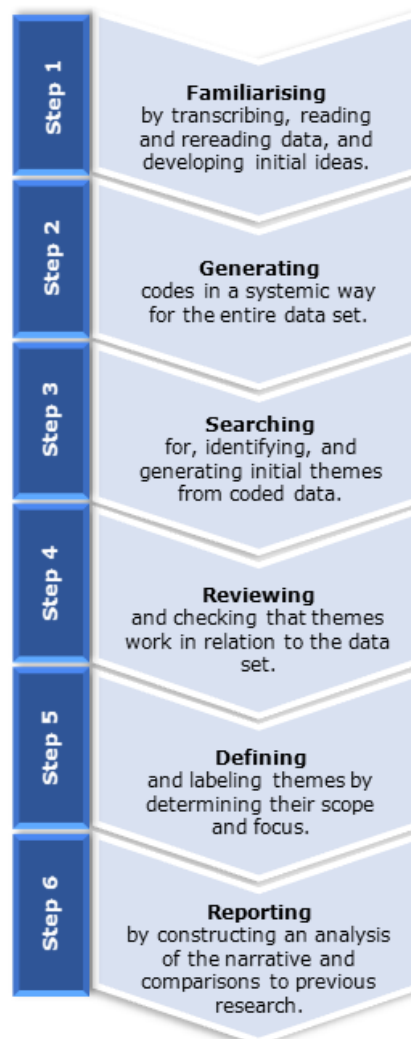 Step 1
Familiarising
by transcribing, reading
and rereading data, and
developing initial ideas.
Step 2
Generating
codes in a systemic way
for the entire data set.
Step 3
Searching
for, identifying, and
generating initial themes
from coded data.
Step 4
Reviewing
and checking that themes
work in relation to the data
set.
Step 5
Defining
and labeling themes by
determining their scope
and focus.
Step 6
Reporting
by constructing an analysis
of the narrative and
comparisons to previous
research.